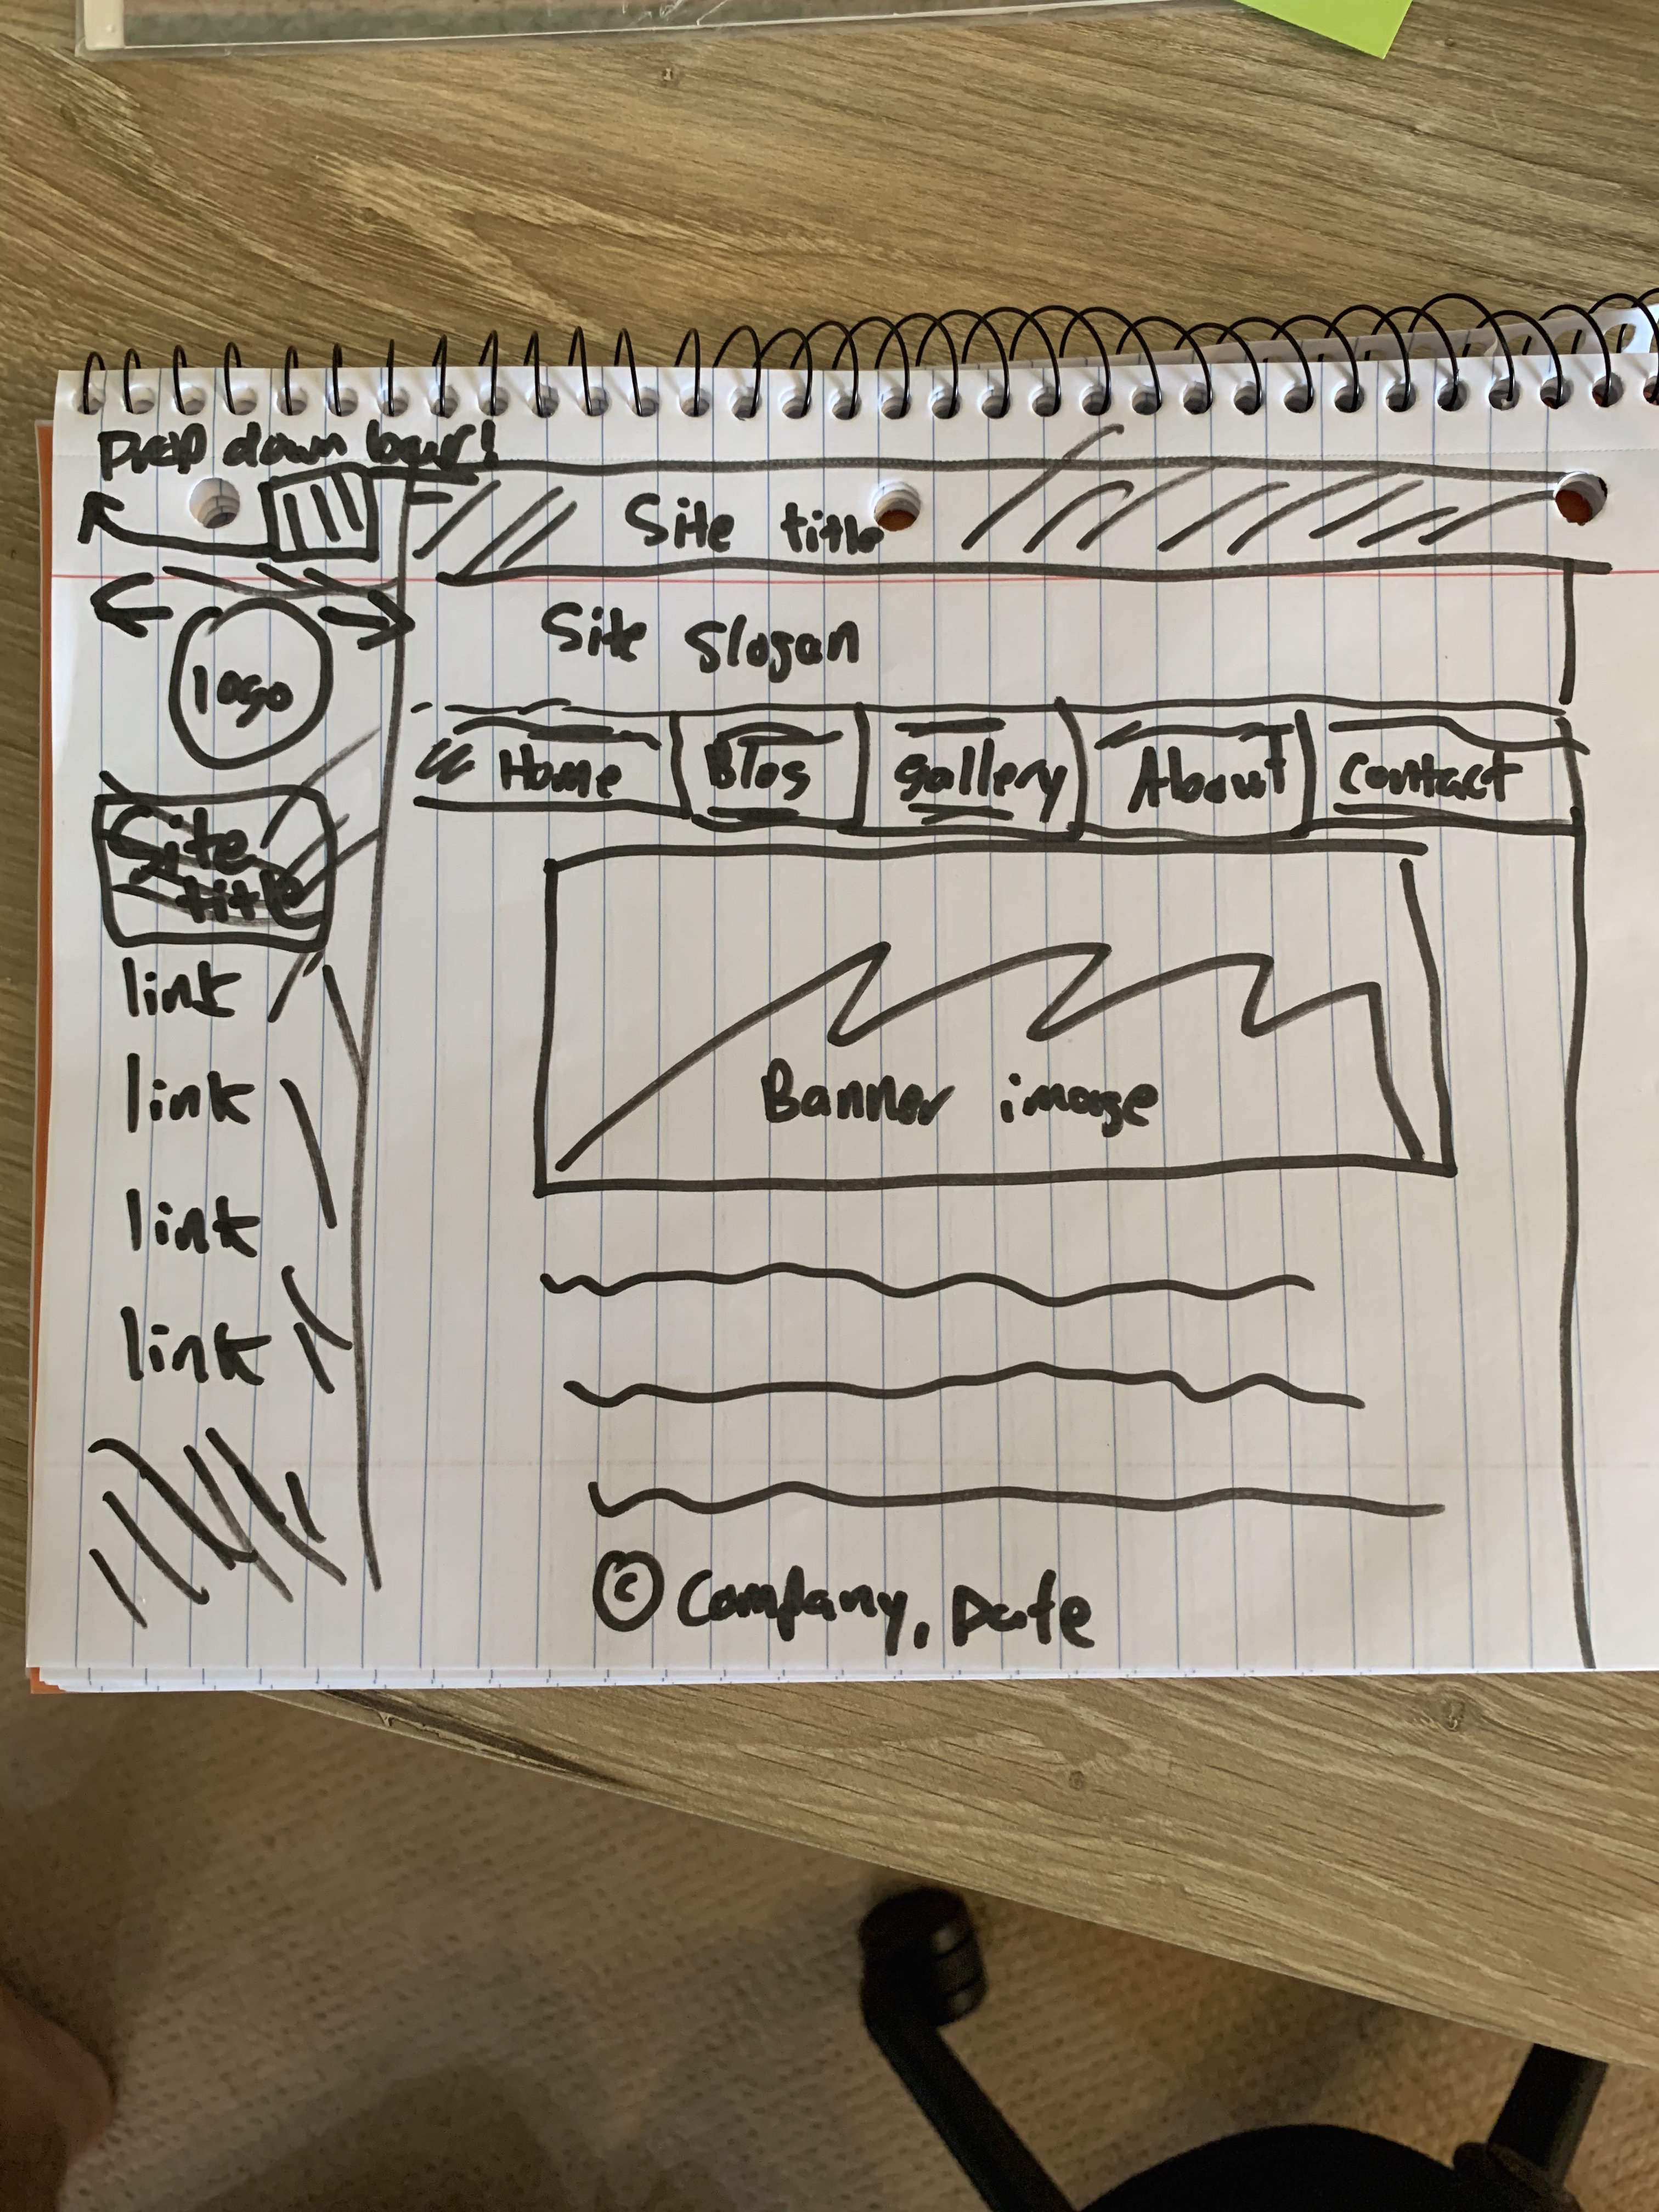 Drop down bar!
Site title
Site Slogan
logo
Home Blog gallery About Contact
Site
title
link
link
link
link
Banner image
© Company, Date